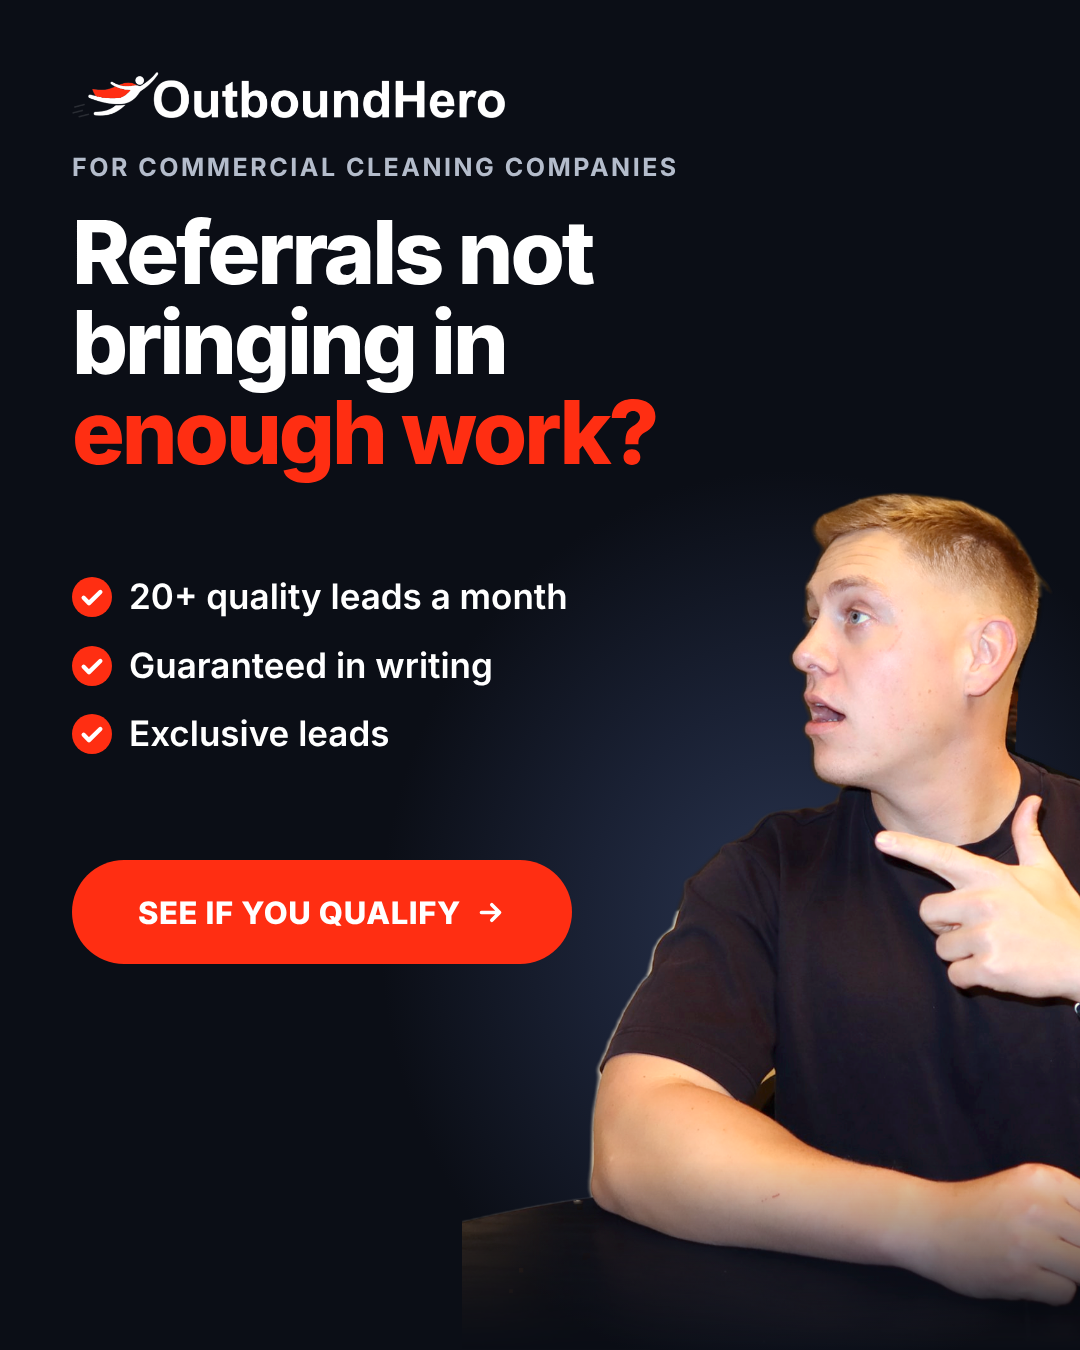 OutboundHero
FOR COMMERCIAL CLEANING COMPANIES
Referrals not
bringing in
enough work?
20+ quality leads a month
Guaranteed in writing
Exclusive leads
SEE IF YOU QUALIFY →